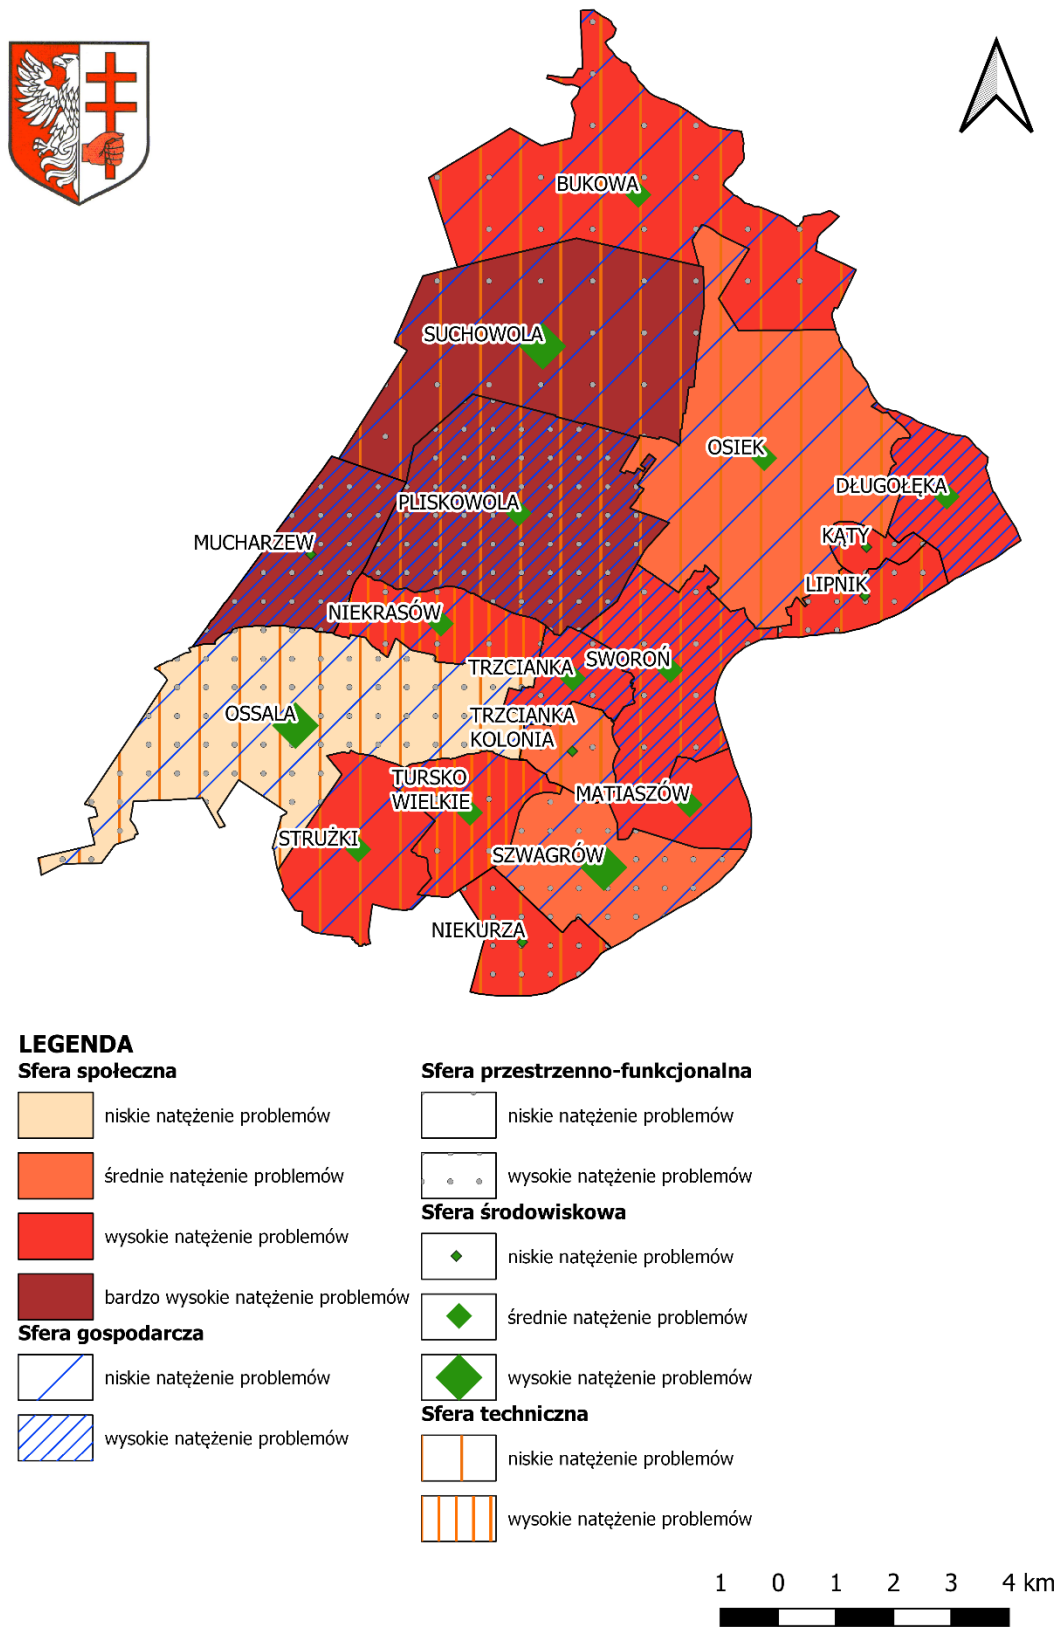 BUKOWA
SUCHOWOLA
OSIEK
DŁUGOŁĘKA
PLISKOWOLA
KĄTY
MUCHARZEW
LIPNIK
NIEKRASÓW
SWOROŃ
TRZCIANKA
OSSALA
TRZCIANKA
KOLONIA
TURSKO
WIELKIE
MATIASZÓW
STRUŻKI
SZWAGRÓW
NIEKURZA
LEGENDA
Sfera społeczna
niskie natężenie problemów
średnie natężenie problemów
wysokie natężenie problemów
bardzo wysokie natężenie problemów
Sfera gospodarcza
niskie natężenie problemów
wysokie natężenie problemów
Sfera przestrzenno-funkcjonalna
niskie natężenie problemów
wysokie natężenie problemów
Sfera środowiskowa
niskie natężenie problemów
średnie natężenie problemów
wysokie natężenie problemów
Sfera techniczna
niskie natężenie problemów
wysokie natężenie problemów
1 0 1 2 3 4 km